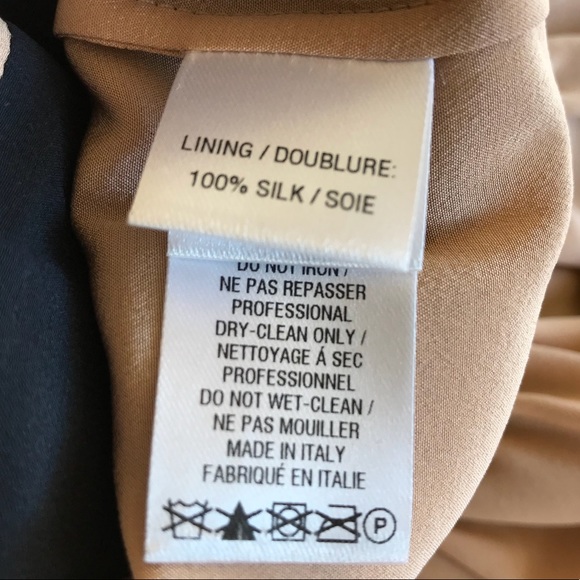 LINING / DOUBLURE:
100% SILK / SOIE
DO NOT IRON /
NE PAS REPASSER
PROFESSIONAL
DRY-CLEAN ONLY /
NETTOYAGE Á SEC
PROFESSIONNEL
DO NOT WET-CLEAN /
NE PAS MOUILLER
MADE IN ITALY
FABRIQUÉ EN ITALIE
P